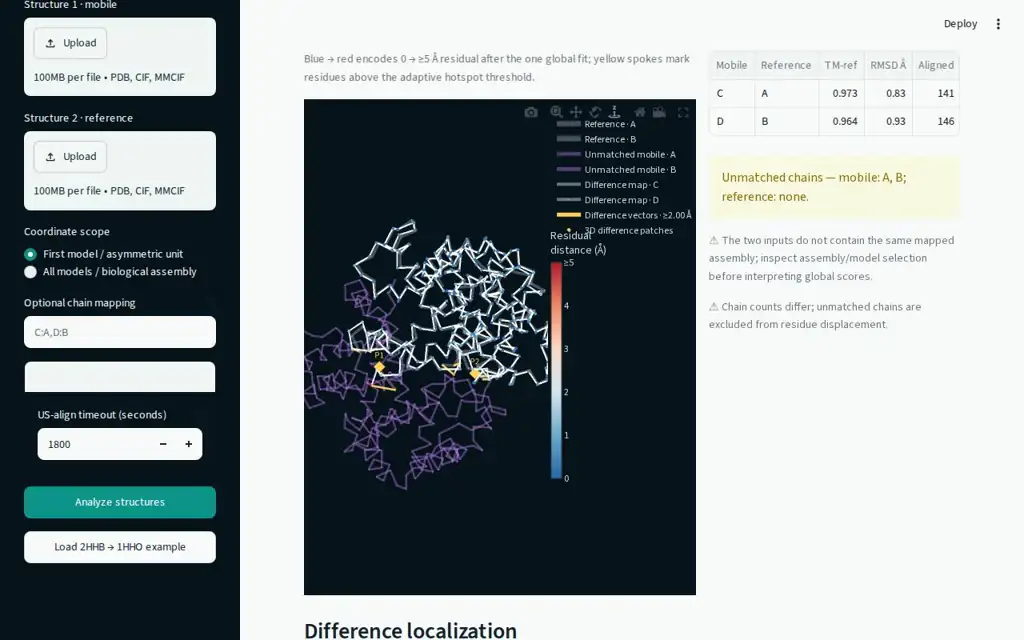 Structure 1 · mobile
Upload
100MB per file • PDB, CIF, MMCIF
Structure 2 · reference
Upload
100MB per file • PDB, CIF, MMCIF
Coordinate scope
First model / asymmetric unit
All models / biological assembly
Optional chain mapping
C:A,D:B
US-align timeout (seconds)
1800
Analyze structures
Load 2HHB → 1HHO example
Deploy
Blue → red encodes 0 → ≥5 Å residual after the one global fit; yellow spokes mark
residues above the adaptive hotspot threshold.
Reference · A
Reference · B
Unmatched mobile · A
Unmatched mobile · B
Difference map · C
Difference map · D
Difference vectors · ≥2.00 Å
3D difference patches
Residual
distance (Å)
≥5
4
3
2
1
0
P1
P2
Mobile Reference TM-ref RMSD Å Aligned
C A 0.973 0.83 141
D B 0.964 0.93 146
Unmatched chains — mobile: A, B;
reference: none.
⚠ The two inputs do not contain the same mapped
assembly; inspect assembly/model selection
before interpreting global scores.
⚠ Chain counts differ; unmatched chains are
excluded from residue displacement.
Difference localization